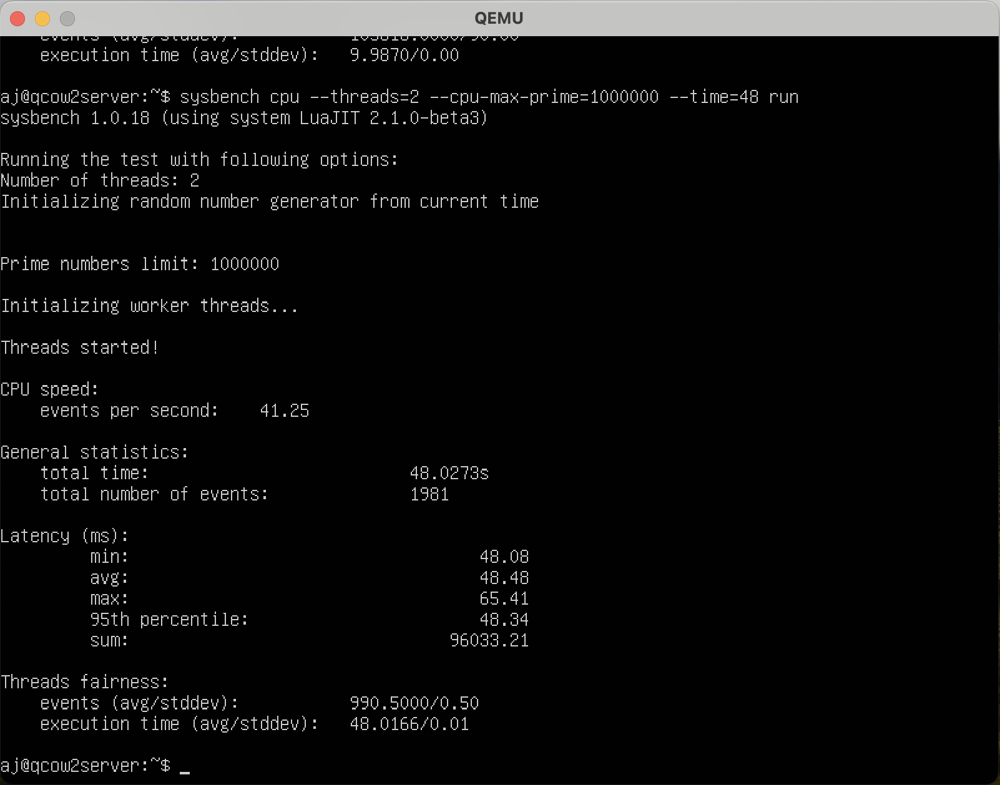 QEMU
events (avg/stddev):
execution time (avg/stddev):   9.9870/0.00
aj@qcow2server:~$ sysbench cpu --threads=2 --cpu-max-prime=1000000 --time=48 run
sysbench 1.0.18 (using system LuaJIT 2.1.0-beta3)
Running the test with following options:
Number of threads: 2
Initializing random number generator from current time
Prime numbers limit: 1000000
Initializing worker threads...
Threads started!
CPU speed:
events per second:    41.25
General statistics:
total time:                          48.0273s
total number of events:              1981
Latency (ms):
min:                                   48.08
avg:                                   48.48
max:                                   65.41
95th percentile:                       48.34
sum:                                96033.21
Threads fairness:
events (avg/stddev):           990.5000/0.50
execution time (avg/stddev):   48.0166/0.01
aj@qcow2server:~$ _